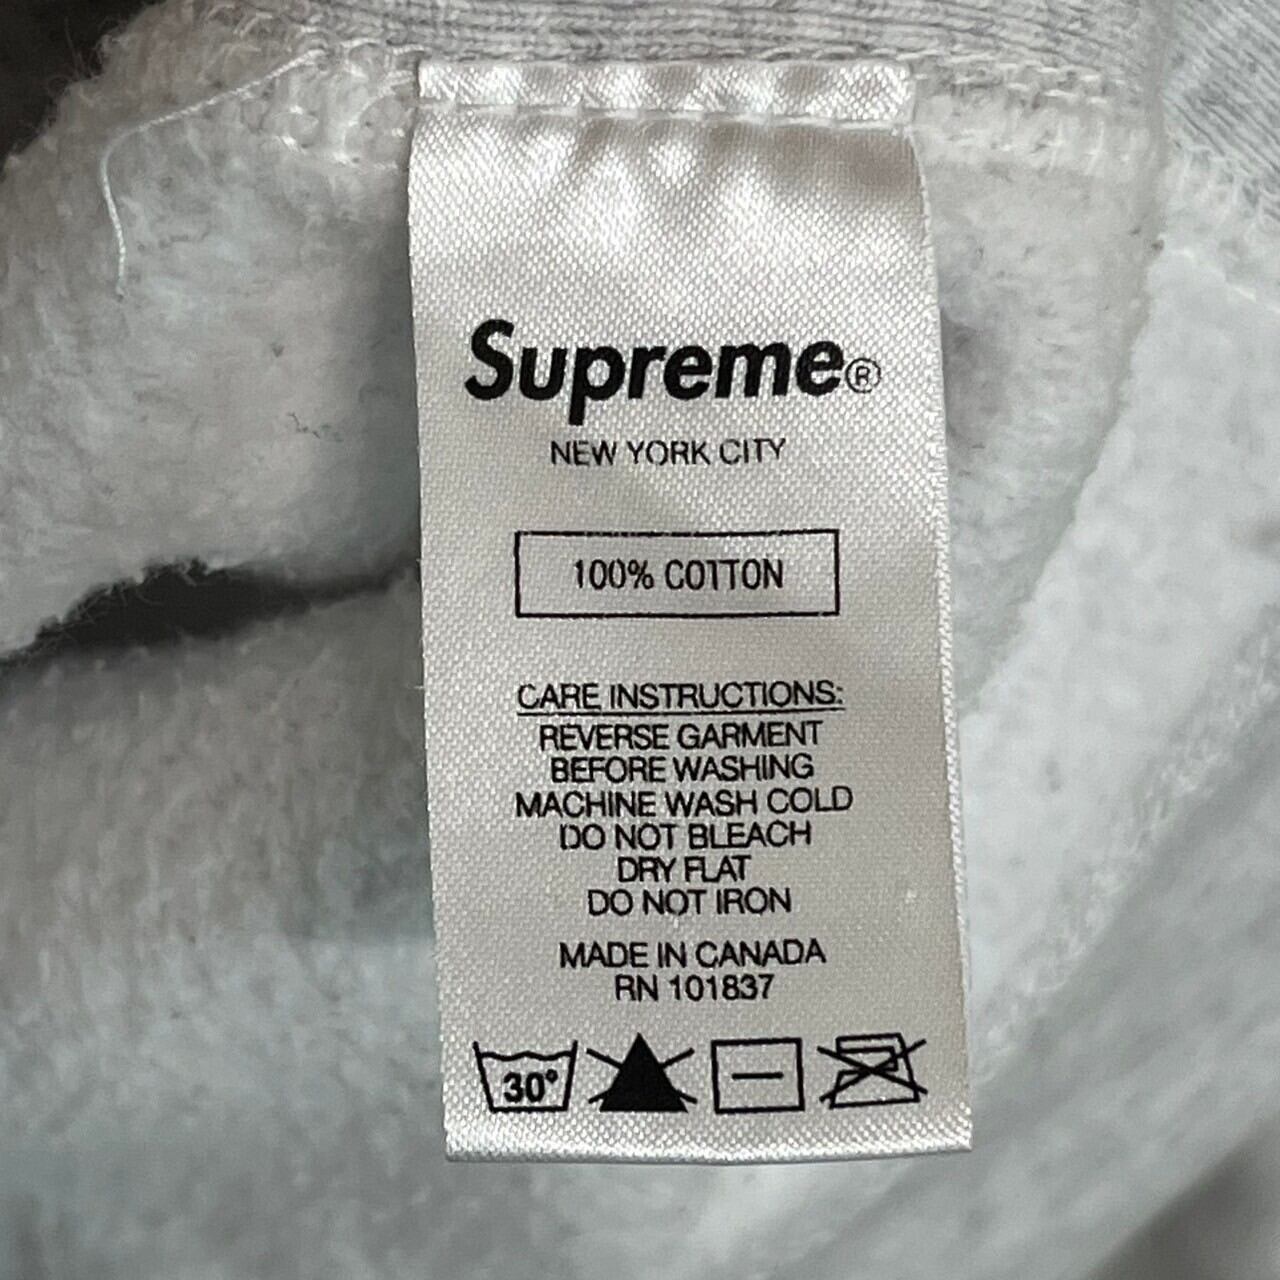 Supreme®
NEW YORK CITY
100% COTTON
CARE INSTRUCTIONS:
REVERSE GARMENT
BEFORE WASHING
MACHINE WASH COLD
DO NOT BLEACH
DRY FLAT
DO NOT IRON
MADE IN CANADA
RN 101837
30°